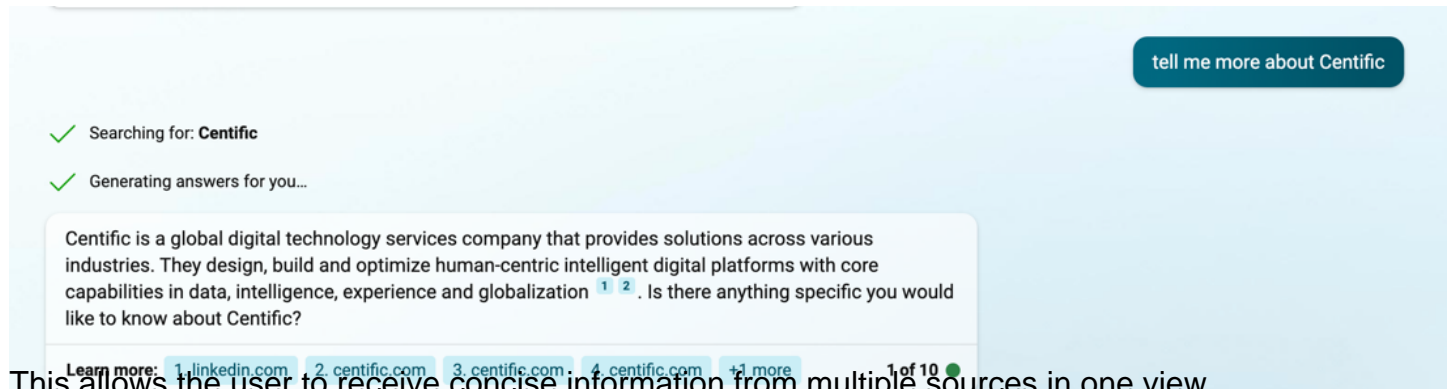 tell me more about Centific
Searching for: Centific
Generating answers for you...
Centific is a global digital technology services company that provides solutions across various
industries. They design, build and optimize human-centric intelligent digital platforms with core
capabilities in data, intelligence, experience and globalization 1 2 . Is there anything specific you would
like to know about Centific?
Learn more: 1. linkedin.com 2. centific.com 3. centific.com 4. centific.com +1 more 1 of 10
This allows the user to receive concise information from multiple sources in one view